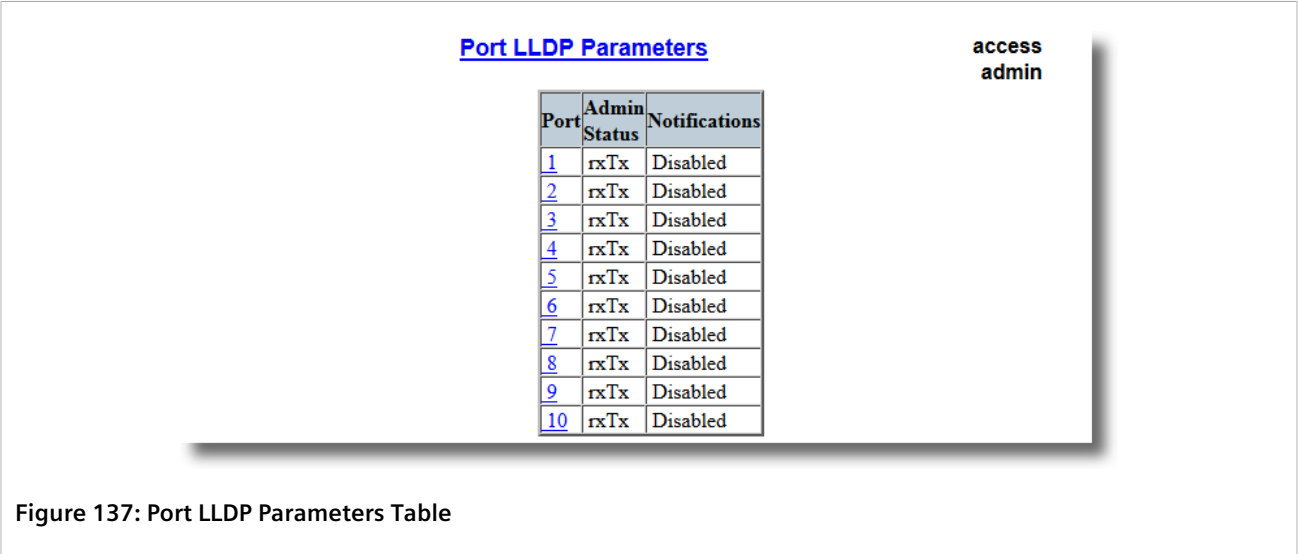 Port LLDP Parameters
access
admin
Port Admin Status Notifications
1 rxTx Disabled
2 rxTx Disabled
3 rxTx Disabled
4 rxTx Disabled
5 rxTx Disabled
6 rxTx Disabled
7 rxTx Disabled
8 rxTx Disabled
9 rxTx Disabled
10 rxTx Disabled
Figure 137: Port LLDP Parameters Table